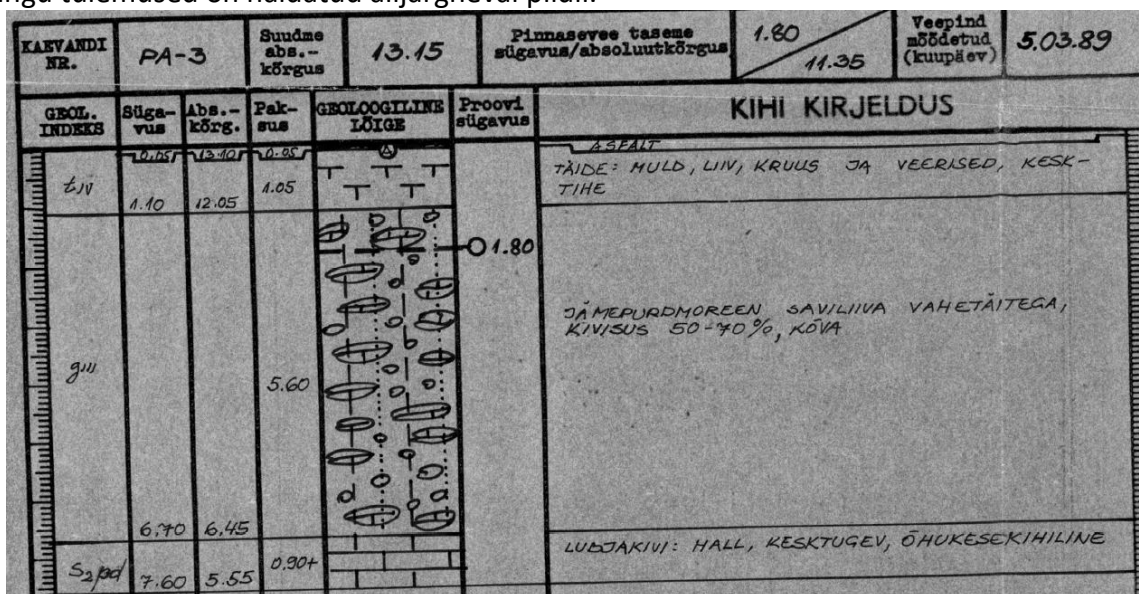 KAEVANDI NR.
PA-3
Suudme abs.- kõrgus
13.15
Pinnasevee taseme sügavus/absoluutkõrgus
1.80
11.35
Veepind mõõdetud (kuupäev)
5.03.89
GEOL. INDEKS
Süga- vus
Abs.- kõrg.
Pak- sus
GEOLOOGILINE LÕIGE
Proovi sügavus
KIHI KIRJELDUS
0.05 13.10 0.05
A
ASFALT
tIV
1.10 12.05
1.05
TÄIDE: MULD, LIIV, KRUUS JA VEERISED, KESK-
TIHE
1.80
gIII
5.60
JÄMEPURDMOREEN SAVILIIVA VAHETÄITEGA,
KIVISUS 50-70%, KÕVA
6.70 6.45
S2pd
7.60 5.55
0.90+
LUBJAKIVI: HALL, KESKTUGEV, ÕHUKESEKIHILINE